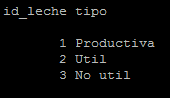 id_leche tipo
1 Productiva
2 Util
3 No util